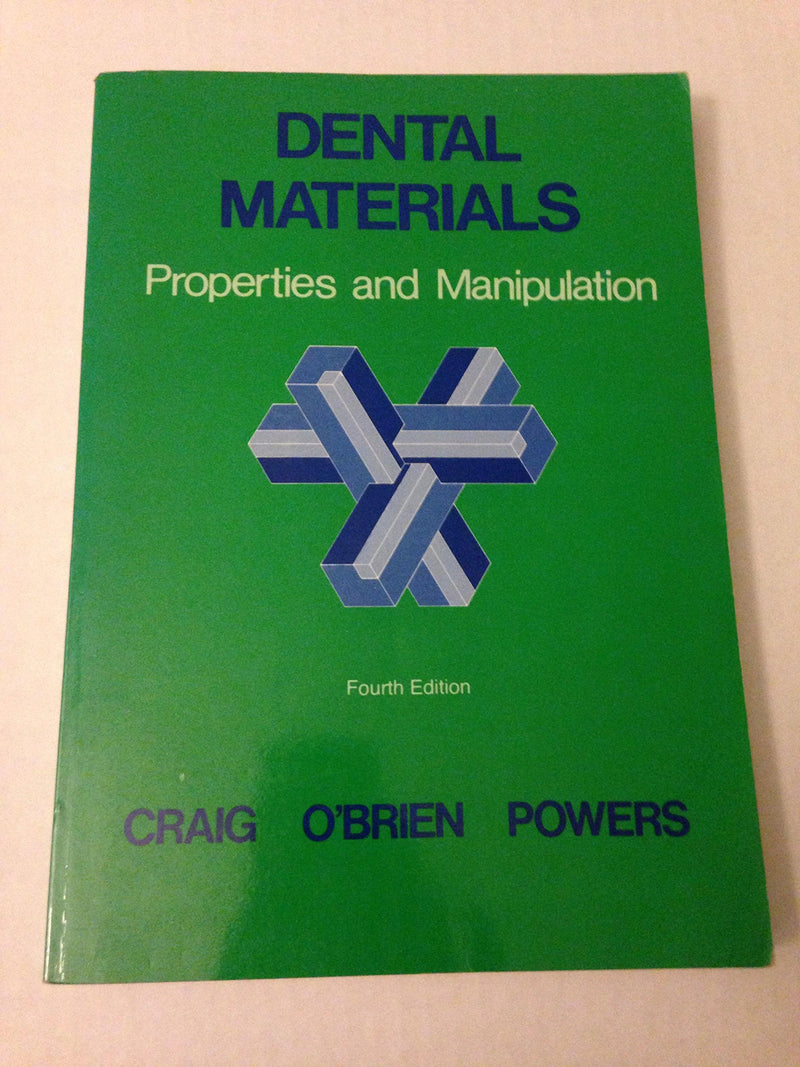 DENTAL
MATERIALS
Properties and Manipulation
Fourth Edition
CRAIG O'BRIEN POWERS